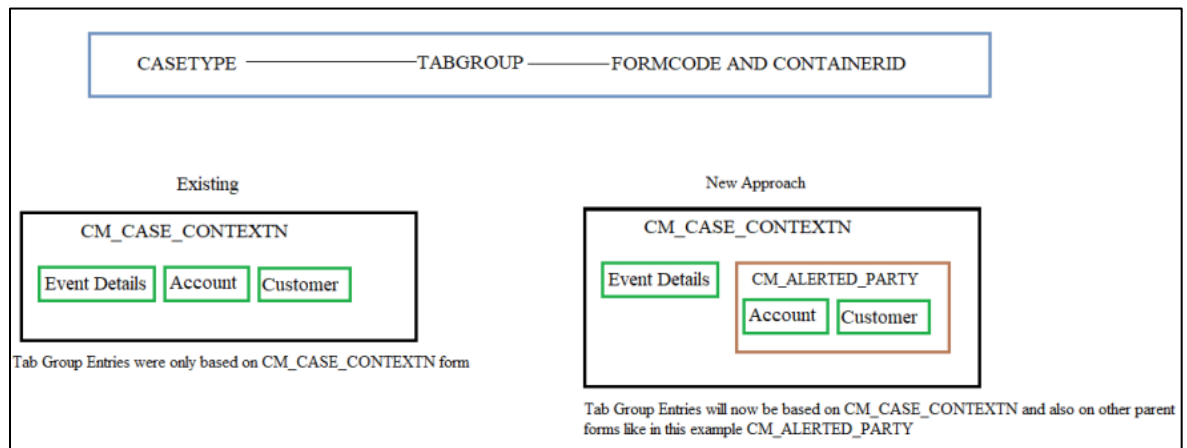 CASETYPE TABGROUP FORMCODE AND CONTAINERID
Existing
CM_CASE_CONTEXTN
Event Details Account Customer
Tab Group Entries were only based on CM_CASE_CONTEXTN form
New Approach
CM_CASE_CONTEXTN
Event Details
CM_ALERTED_PARTY
Account Customer
Tab Group Entries will now be based on CM_CASE_CONTEXTN and also on other parent
forms like in this example CM_ALERTED_PARTY